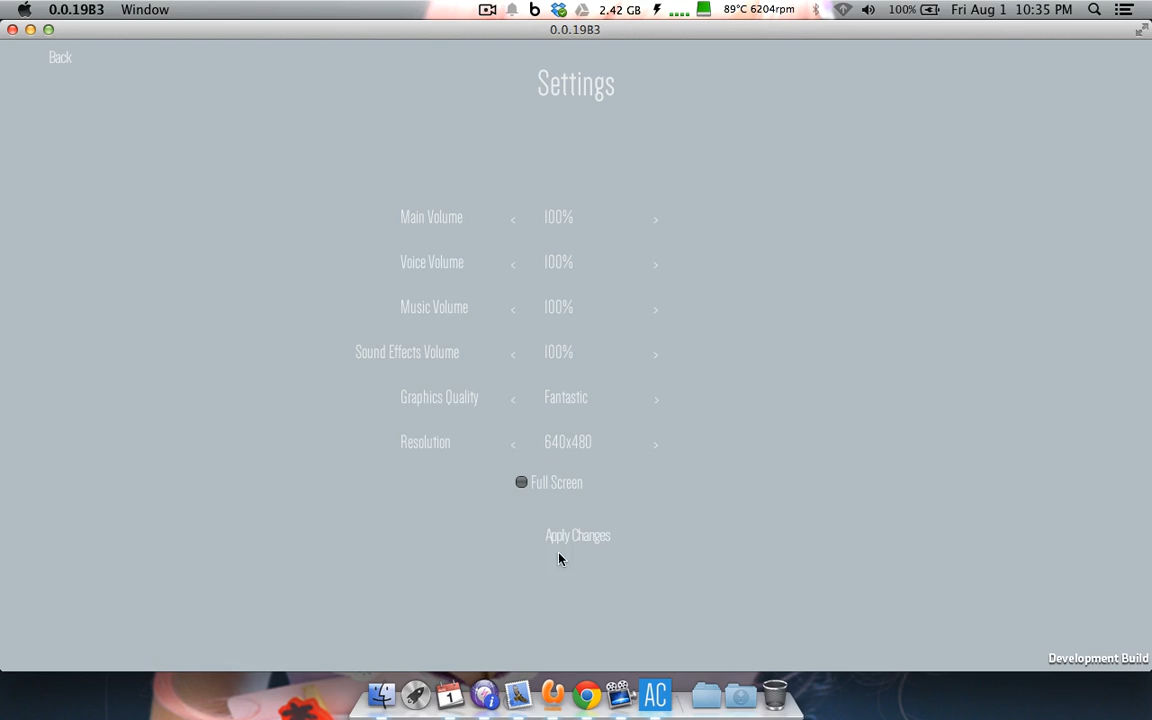 0.0.19B3 Window b 2.42 GB 89°C 6204rpm 100% Fri Aug 1 10:35 PM
0.0.19B3
Back
Settings
Main Volume < 100% >
Voice Volume < 100% >
Music Volume < 100% >
Sound Effects Volume < 100% >
Graphics Quality < Fantastic >
Resolution < 640x480 >
Full Screen
Apply Changes
Development Build
1 AC